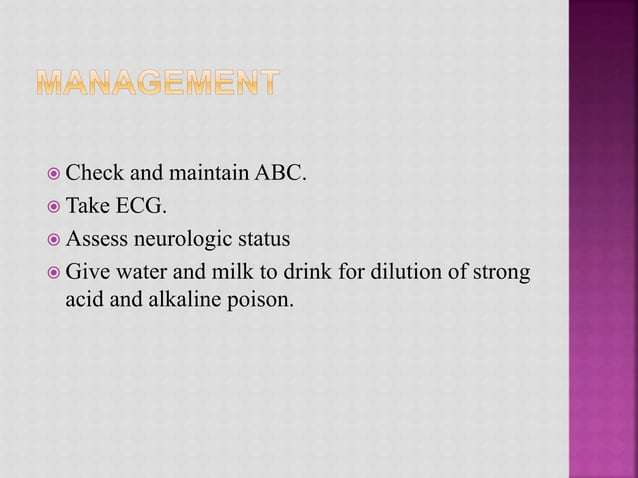 MANAGEMENT
Check and maintain ABC.
Take ECG.
Assess neurologic status
Give water and milk to drink for dilution of strong
acid and alkaline poison.